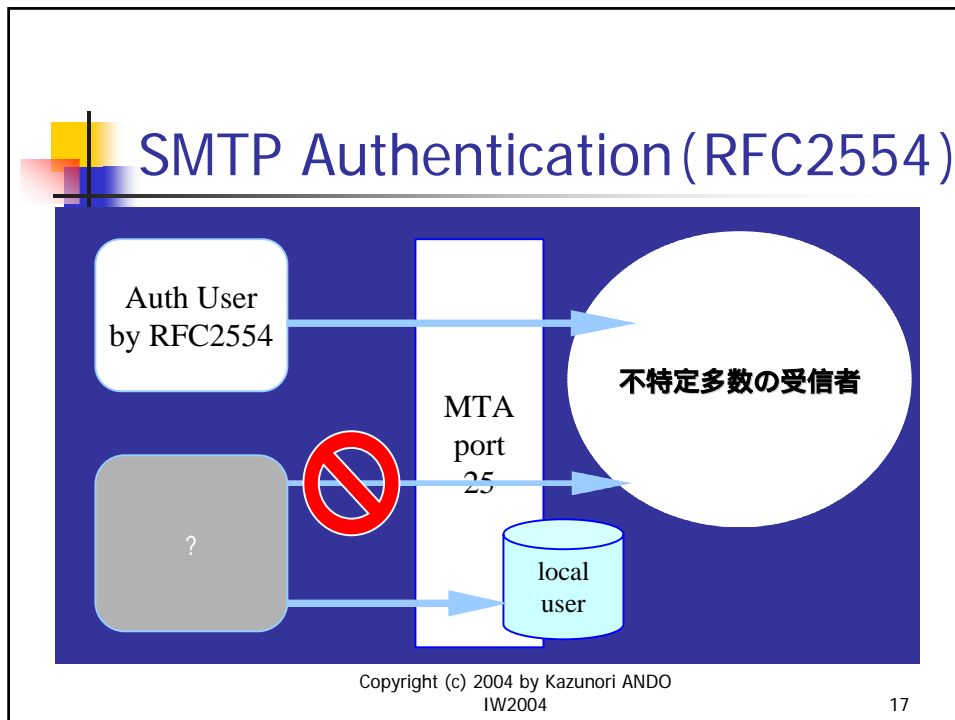 SMTP Authentication(RFC2554)
Auth User
by RFC2554
不特定多数の受信者
MTA
port
25
?
local
user
Copyright (c) 2004 by Kazunori ANDO
IW2004
17